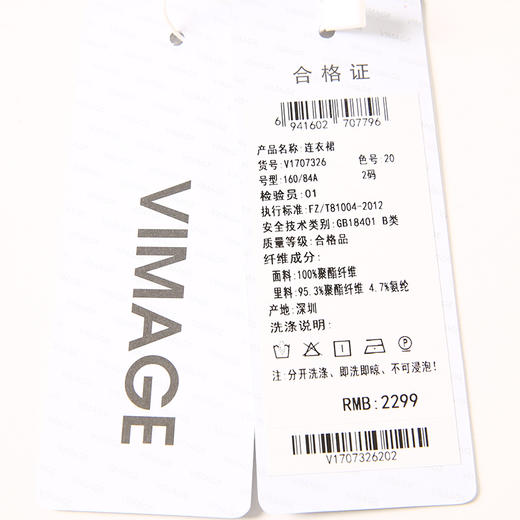 VIMAGE
合格证
6 941602 707796
产品名称: 连衣裙
货号: V1707326 色号: 20
号型: 160/84A 2码
检验员: 01
执行标准: FZ/T81004-2012
安全技术类别: GB18401 B类
质量等级: 合格品
纤维成分:
面料: 100%聚酯纤维
里料: 95.3%聚酯纤维 4.7%氨纶
产地: 深圳
洗涤说明:
P
注: 分开洗涤、即洗即晾、不可浸泡!
RMB: 2299
V1707326202